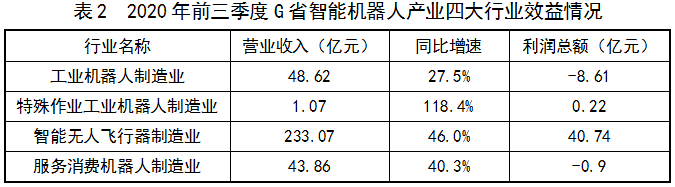 表2 2020年前三季度G省智能机器人产业四大行业效益情况
行业名称 营业收入（亿元） 同比增速 利润总额（亿元）
工业机器人制造业 48.62 27.5% -8.61
特殊作业工业机器人制造业 1.07 118.4% 0.22
智能无人飞行器制造业 233.07 46.0% 40.74
服务消费机器人制造业 43.86 40.3% -0.9